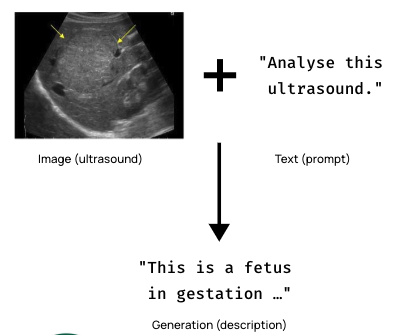 "Analyse this
ultrasound."
Image (ultrasound)
Text (prompt)
"This is a fetus
in gestation …"
Generation (description)